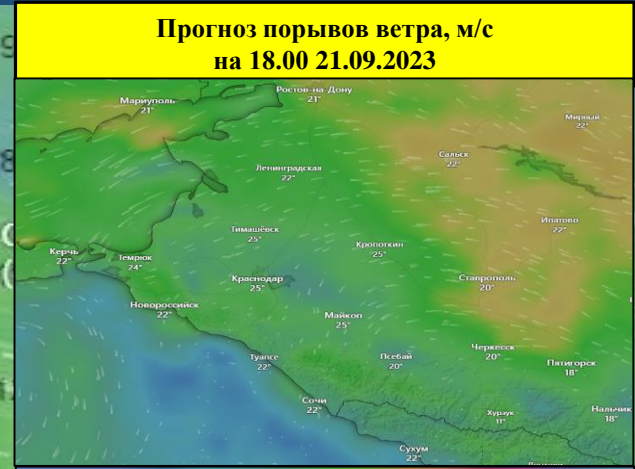 Прогноз порывов ветра, м/с
на 18.00 21.09.2023
Ростов-на-Дону
21°
Мариуполь
21°
Мирный
22°
Сальск
22°
Ленинградская
22°
Ипатово
22°
Тимашёвск
25°
Кропоткин
25°
Керчь
22°
Темрюк
24°
Краснодар
25°
Ставрополь
20°
Новороссийск
22°
Майкоп
25°
Черкесск
20°
Туапсе
22°
Псебай
20°
Пятигорск
18°
Сочи
22°
Хурзук
11°
Нальчик
18°
Сухум
22°